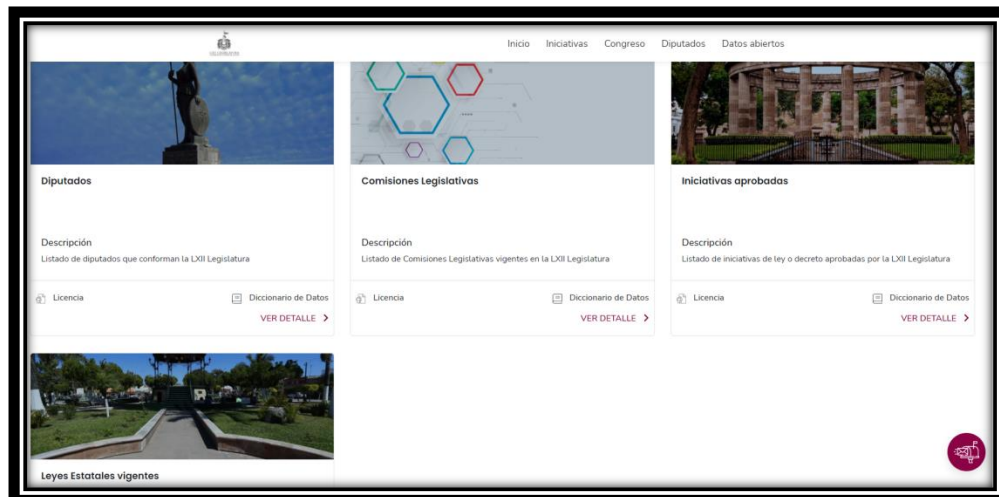 Inicio Iniciativas Congreso Diputados Datos abiertos
Diputados
Descripción
Listado de diputados que conforman la LXII Legislatura
Licencia Diccionario de Datos
VER DETALLE
Comisiones Legislativas
Descripción
Listado de Comisiones Legislativas vigentes en la LXII Legislatura
Licencia Diccionario de Datos
VER DETALLE
Iniciativas aprobadas
Descripción
Listado de iniciativas de ley o decreto aprobadas por la LXII Legislatura
Licencia Diccionario de Datos
VER DETALLE
Leyes Estatales vigentes